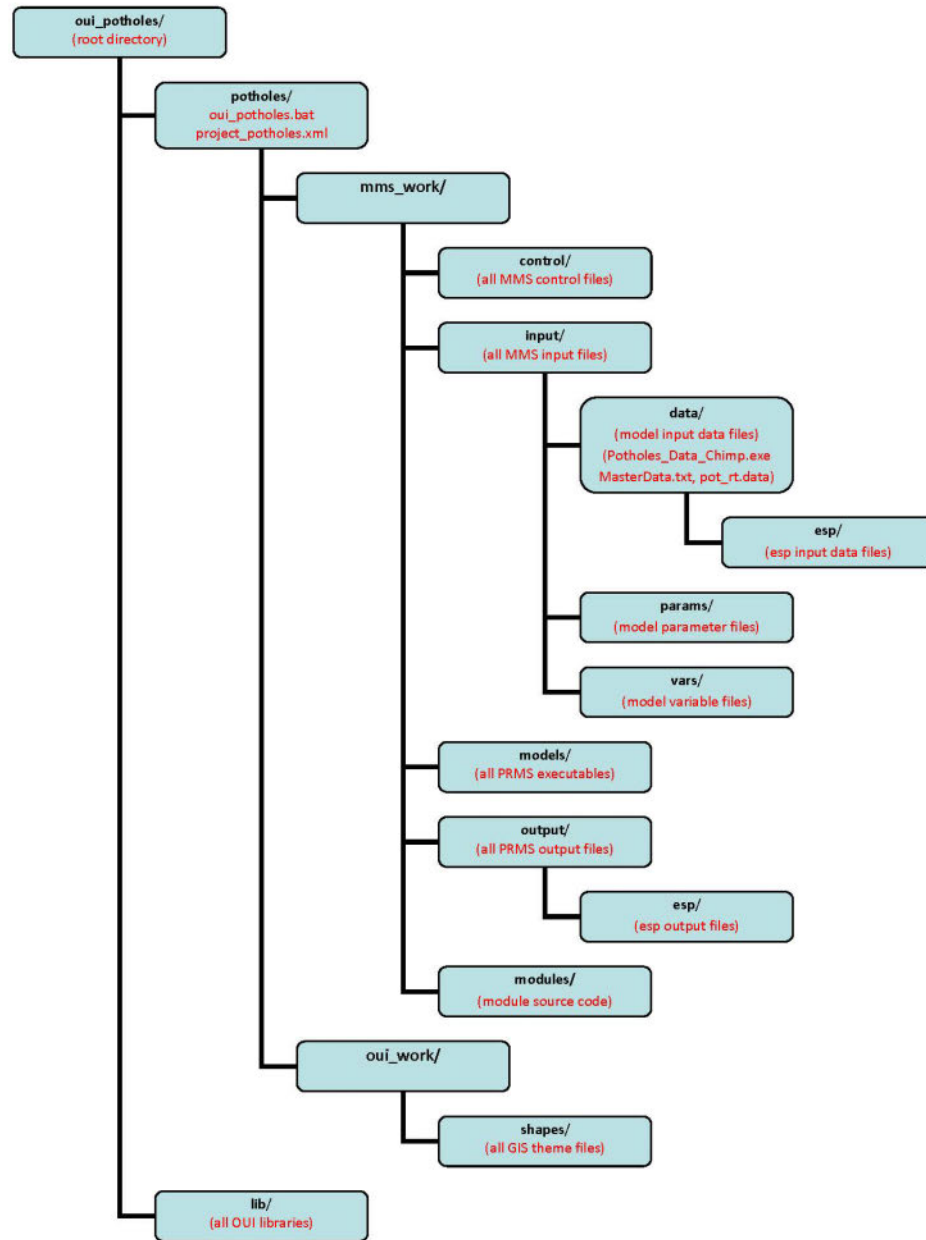 oui_potholes/
(root directory)
potholes/
oui_potholes.bat
project_potholes.xml
mms_work/
control/
(all MMS control files)
input/
(all MMS input files)
data/
(model input data files)
(Potholes_Data_Chimp.exe
MasterData.txt, pot_rt.data)
esp/
(esp input data files)
params/
(model parameter files)
vars/
(model variable files)
models/
(all PRMS executables)
output/
(all PRMS output files)
esp/
(esp output files)
modules/
(module source code)
oui_work/
shapes/
(all GIS theme files)
lib/
(all OUI libraries)